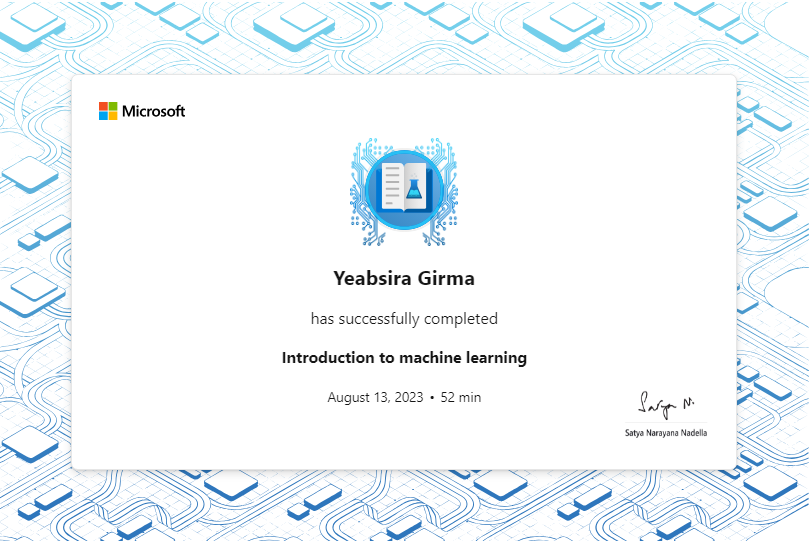 Microsoft
Yeabsira Girma
has successfully completed
Introduction to machine learning
August 13, 2023 • 52 min
Satya N.
Satya Narayana Nadella